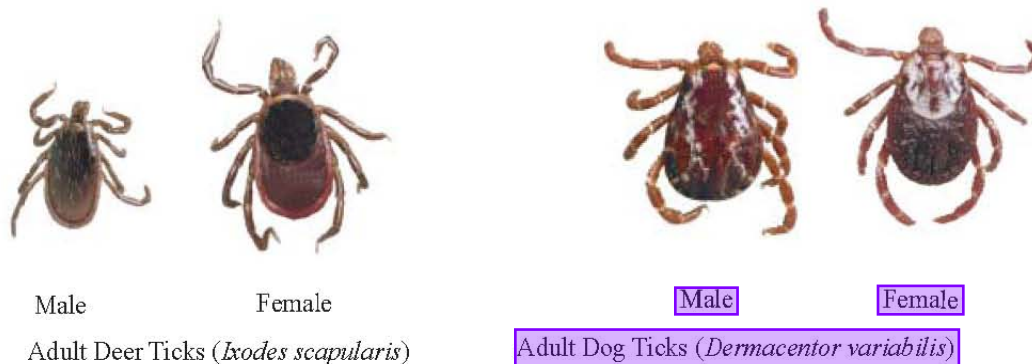 Male Female Male Female
Adult Deer Ticks (Ixodes scapularis) Adult Dog Ticks (Dermacentor variabilis)